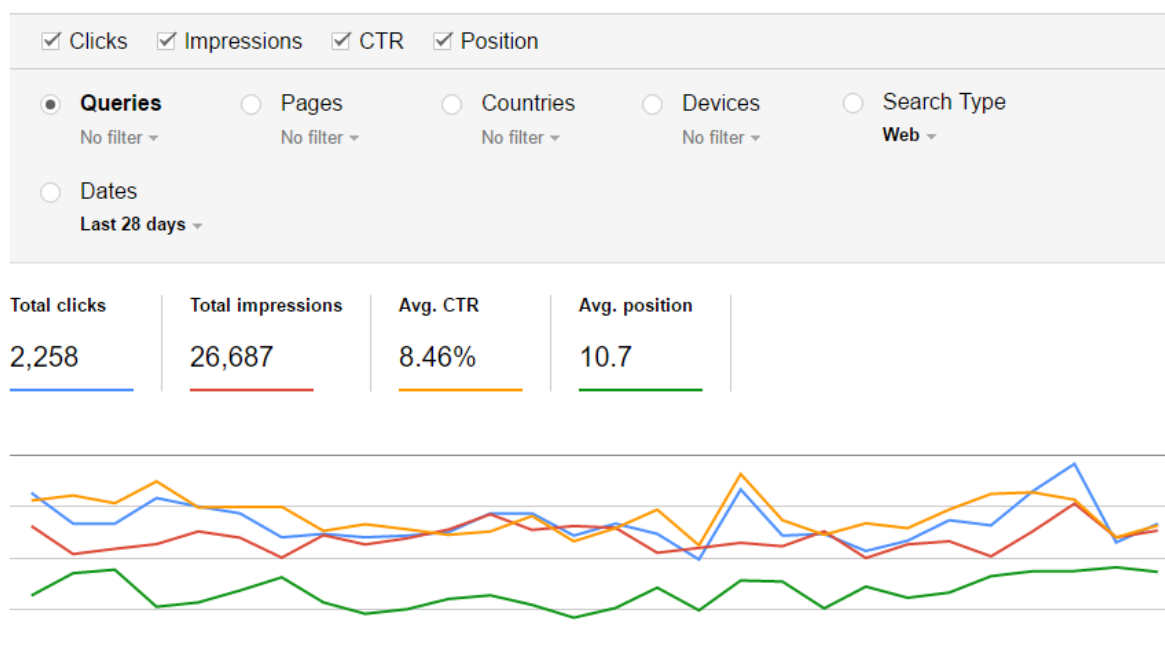 Clicks Impressions CTR Position
Queries Pages Countries Devices Search Type
No filter No filter No filter No filter Web
Dates
Last 28 days
Total clicks Total impressions Avg. CTR Avg. position
2,258 26,687 8.46% 10.7